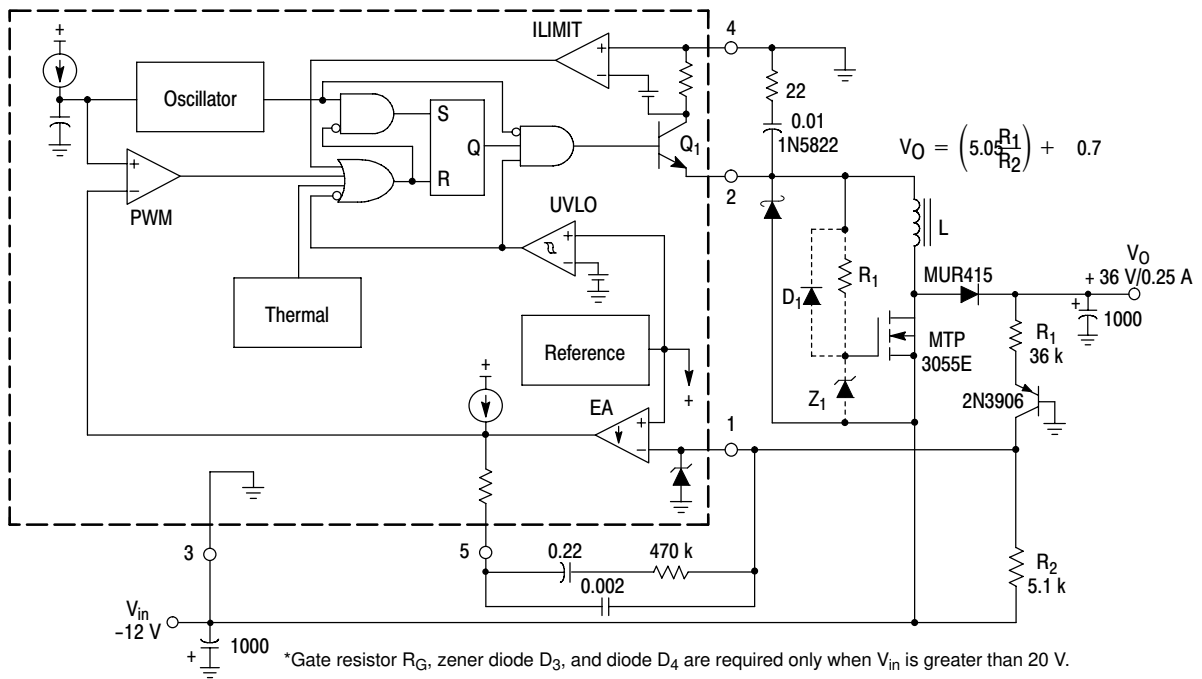 +
ILIMIT
4
+
–
Oscillator
22
S
Q
R
0.01
1N5822
Q1
VO = (5.05 R1/R2) + 0.7
+
–
PWM
2
UVLO
+
–
L
VO
+ 36 V/0.25 A
MUR415
D1
R1
+
1000
Thermal
Reference
MTP
3055E
R1
36 k
+
+
Z1
2N3906
EA
+
–
1
3
5
0.22
470 k
0.002
R2
5.1 k
Vin
–12 V
+
1000
*Gate resistor RG, zener diode D3, and diode D4 are required only when Vin is greater than 20 V.